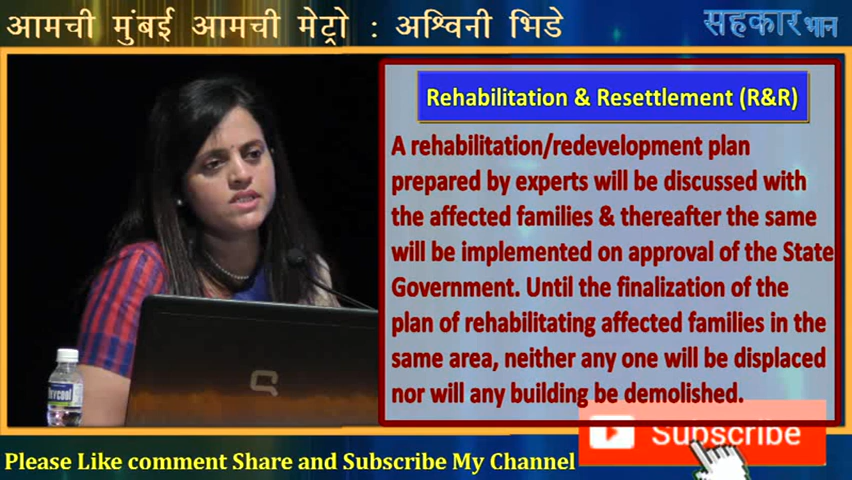 आमची मुंबई आमची मेट्रो : अश्विनी भिडे
सहकार भान
Rehabilitation & Resettlement (R&R)
A rehabilitation/redevelopment plan
prepared by experts will be discussed with
the affected families & thereafter the same
will be implemented on approval of the State
Government. Until the finalization of the
plan of rehabilitating affected families in the
same area, neither any one will be displaced
nor will any building be demolished.
Subscribe
Please Like comment Share and Subscribe My Channel